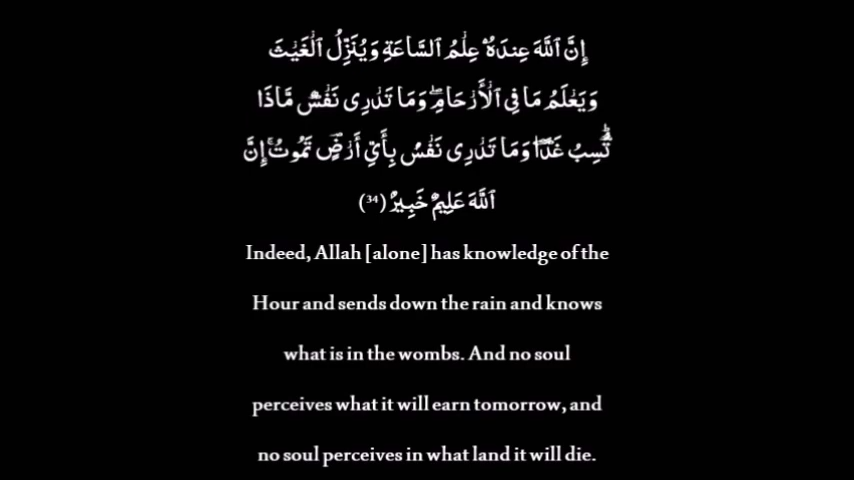 إِنَّ ٱللَّهَ عِندَهُۥ عِلْمُ ٱلسَّاعَةِ وَيُنَزِّلُ ٱلْغَيْثَ
وَيَعْلَمُ مَا فِى ٱلْأَرْحَامِ ۖ وَمَا تَدْرِى نَفْسٌ مَّاذَا
تَكْسِبُ غَدًا ۖ وَمَا تَدْرِى نَفْسٌۢ بِأَىِّ أَرْضٍ تَمُوتُ ۚ إِنَّ
ٱللَّهَ عَلِيمٌ خَبِيرٌۢ (34)
Indeed, Allah [alone] has knowledge of the
Hour and sends down the rain and knows
what is in the wombs. And no soul
perceives what it will earn tomorrow, and
no soul perceives in what land it will die.